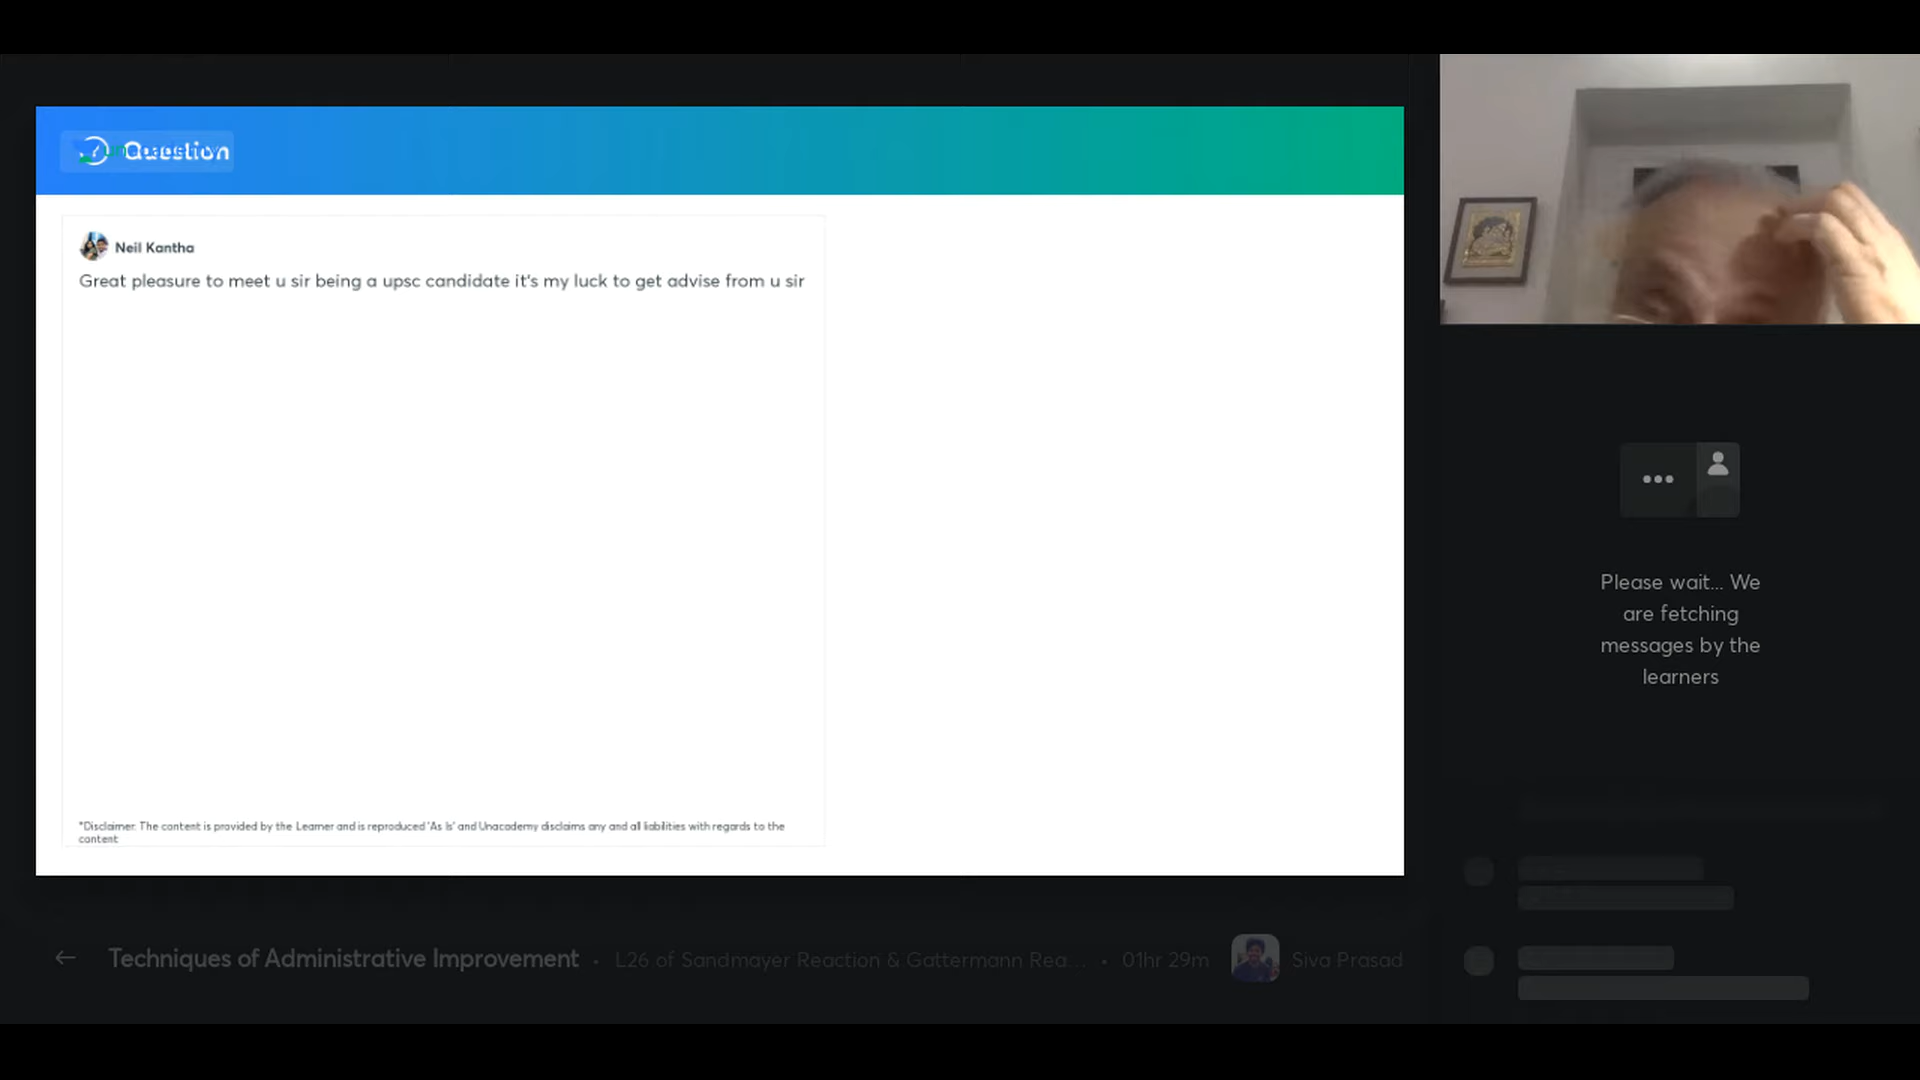 Question
Neil Kantha
Great pleasure to meet u sir being a upsc candidate it's my luck to get advise from u sir
*Disclaimer: The content is provided by the Learner and is reproduced 'As Is' and Unacademy disclaims any and all liabilities with regards to the
content
Please wait... We
are fetching
messages by the
learners
Techniques of Administrative Improvement • L26 of Sandmayer Reaction & Gattermann Rea... • 01hr 29m Siva Prasad